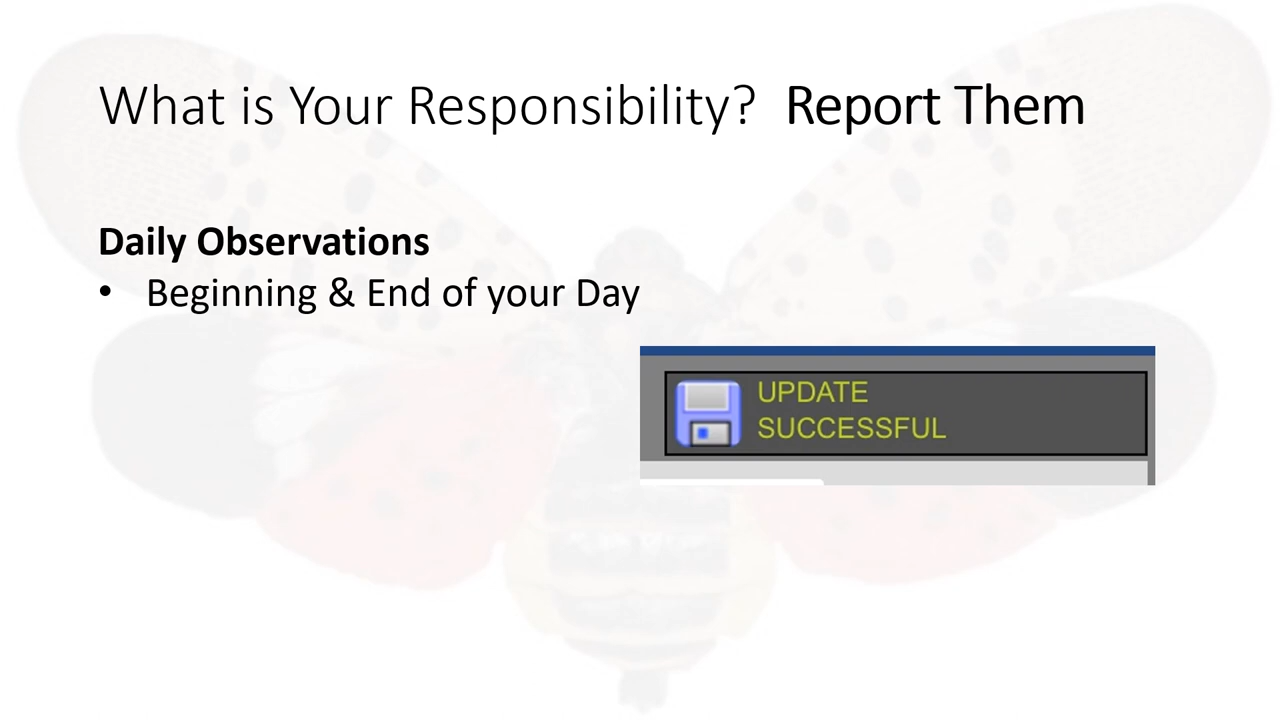 What is Your Responsibility? Report Them
Daily Observations
• Beginning & End of your Day
UPDATE
SUCCESSFUL